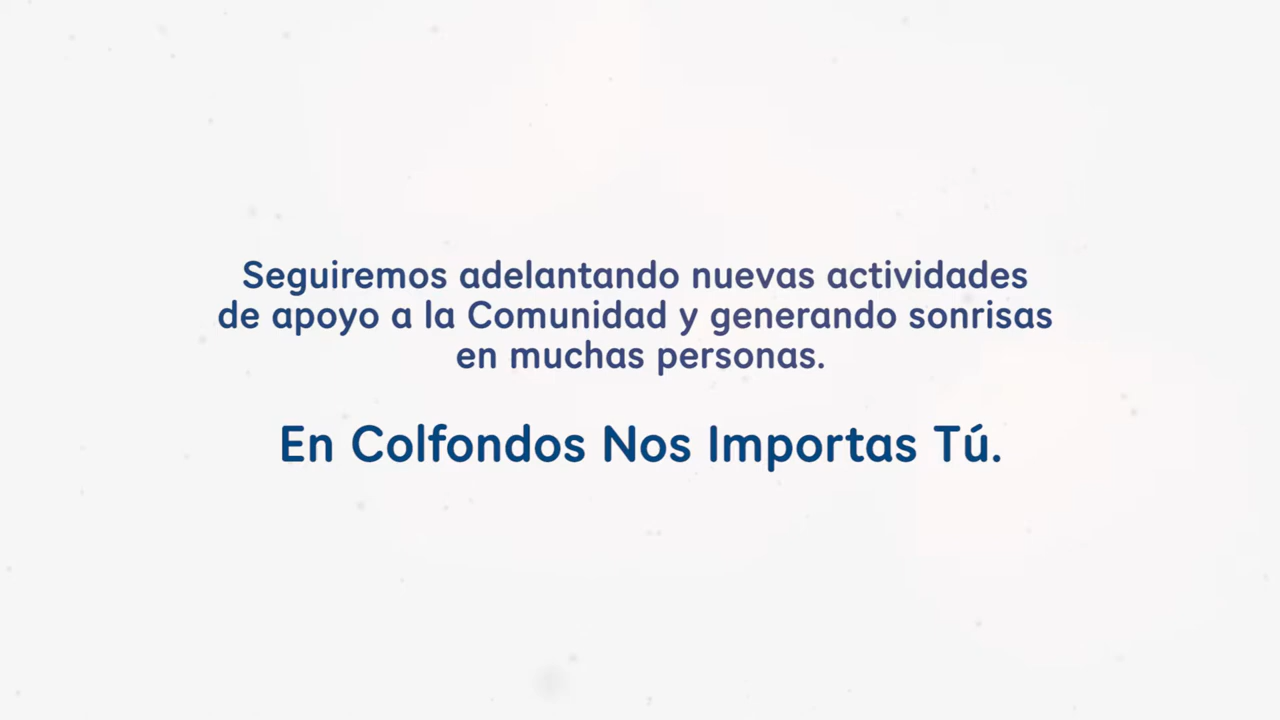 Seguiremos adelantando nuevas actividades
de apoyo a la Comunidad y generando sonrisas
en muchas personas.
En Colfondos Nos Importas Tú.